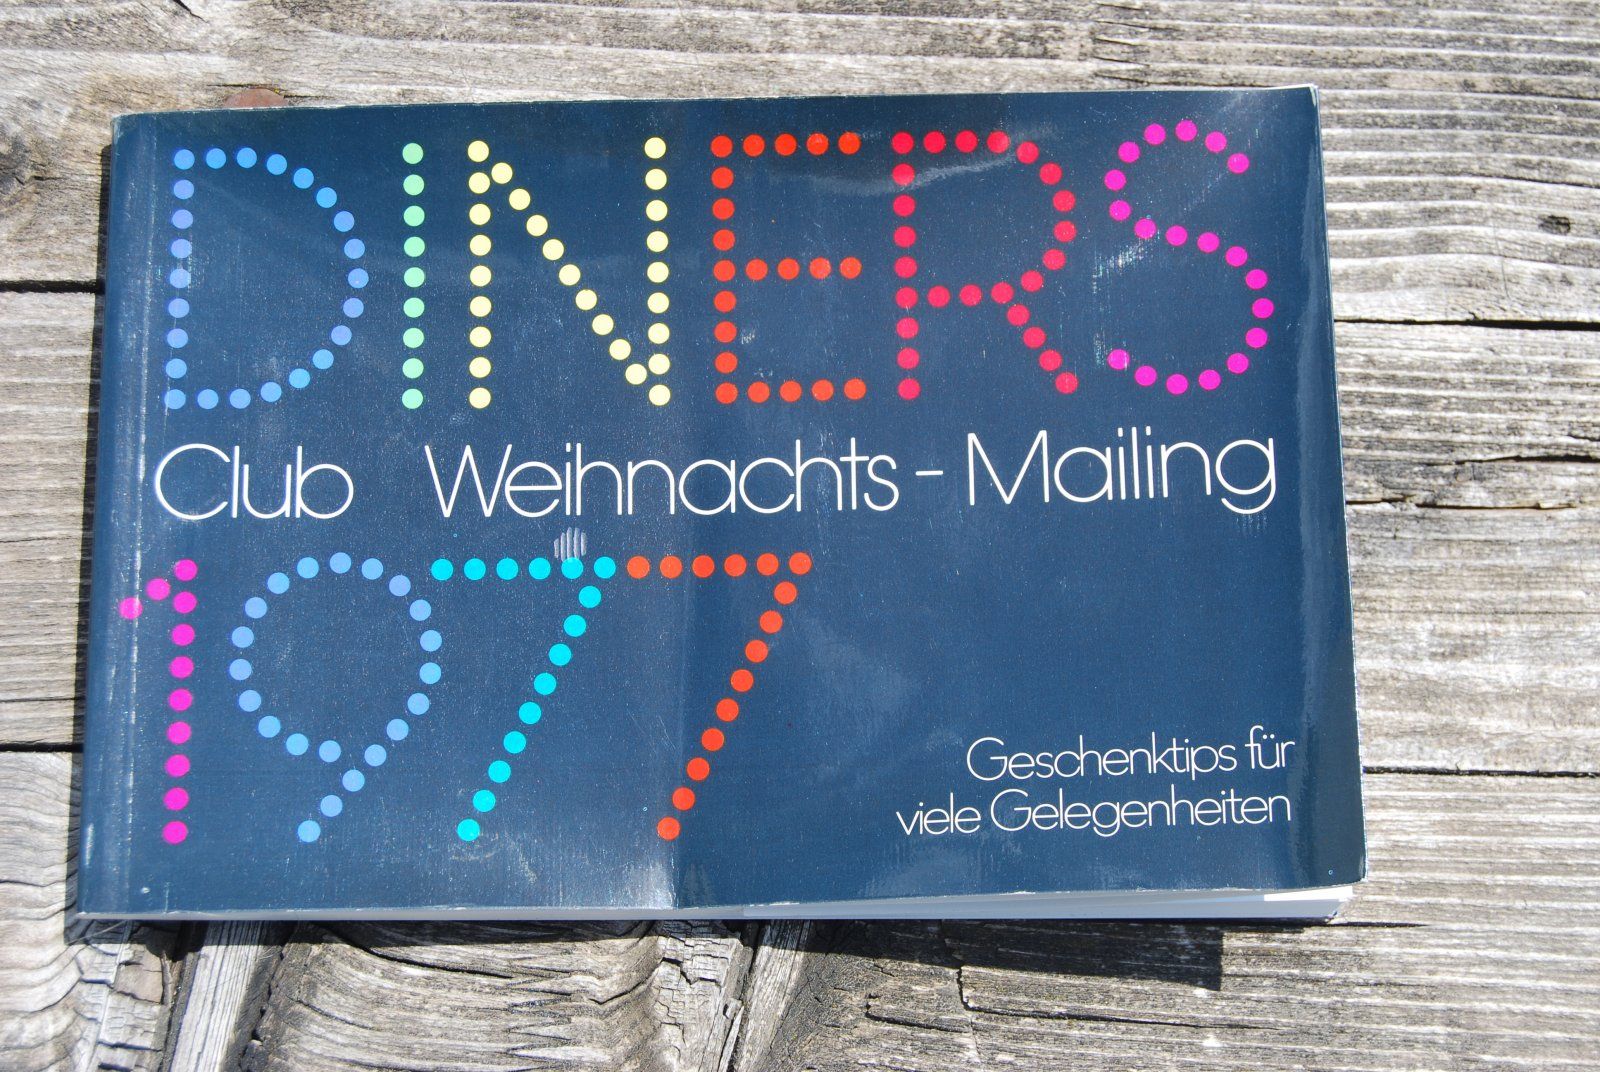 DINERS
Club Weihnachts-Mailing
1977
Geschenktips für
viele Gelegenheiten